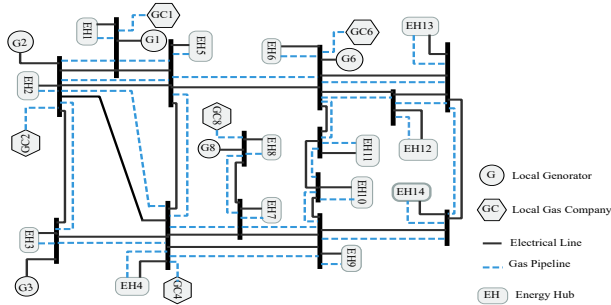 GC1
G2
EH1
G1
EH5
EH2
GC2
EH3
G3
EH4
GC4
GC8
G8
EH8
EH7
GC6
EH6
G6
EH13
EH12
EH11
EH10
EH14
EH9
G Local Genorator
GC Local Gas Company
Electrical Line
Gas Pipeline
EH Energy Hub